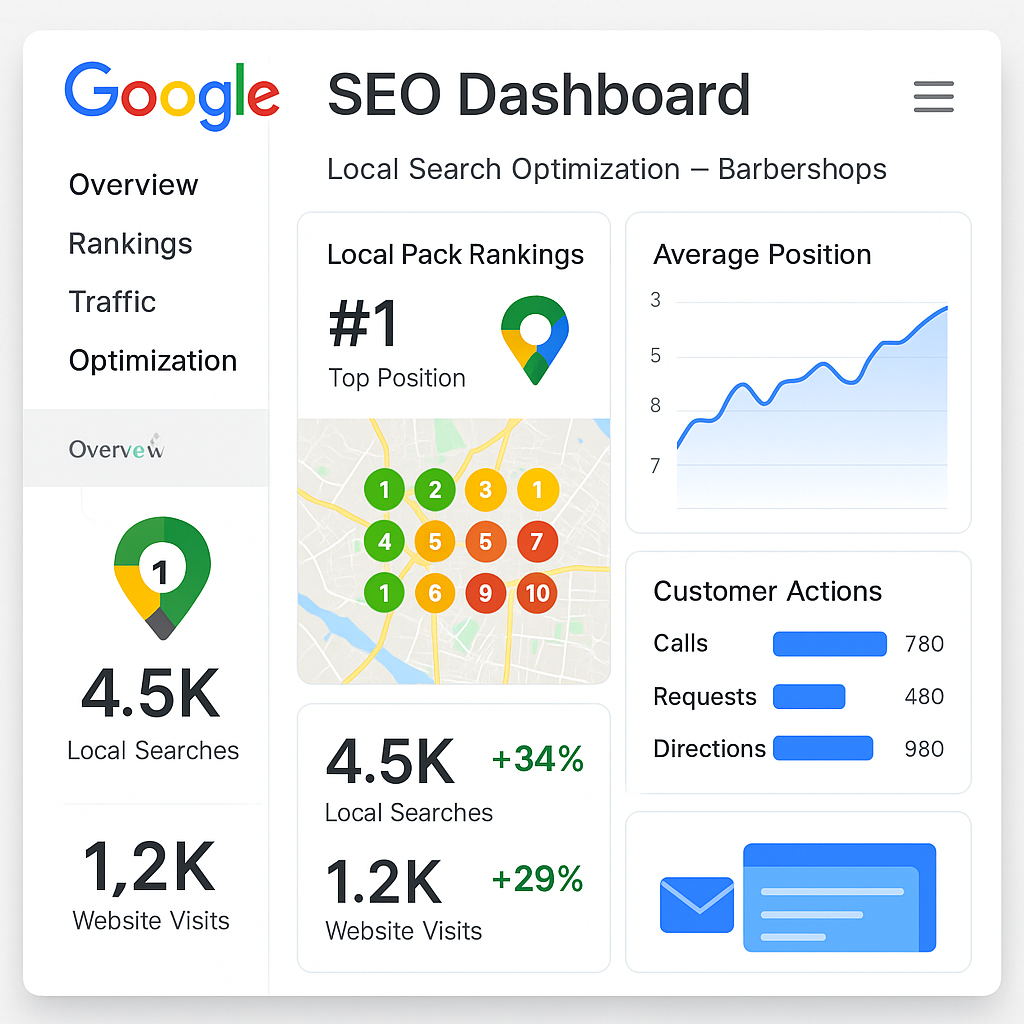 Google
SEO Dashboard
Local Search Optimization – Barbershops
Overview
Rankings
Traffic
Optimization
Overvew
1
4.5K
Local Searches
1,2K
Website Visits
Local Pack Rankings
#1
Top Position
1 2 3 1
4 5 5 7
1 6 9 10
4.5K +34%
Local Searches
1.2K +29%
Website Visits
Average Position
3
5
8
7
Customer Actions
Calls 780
Requests 480
Directions 980